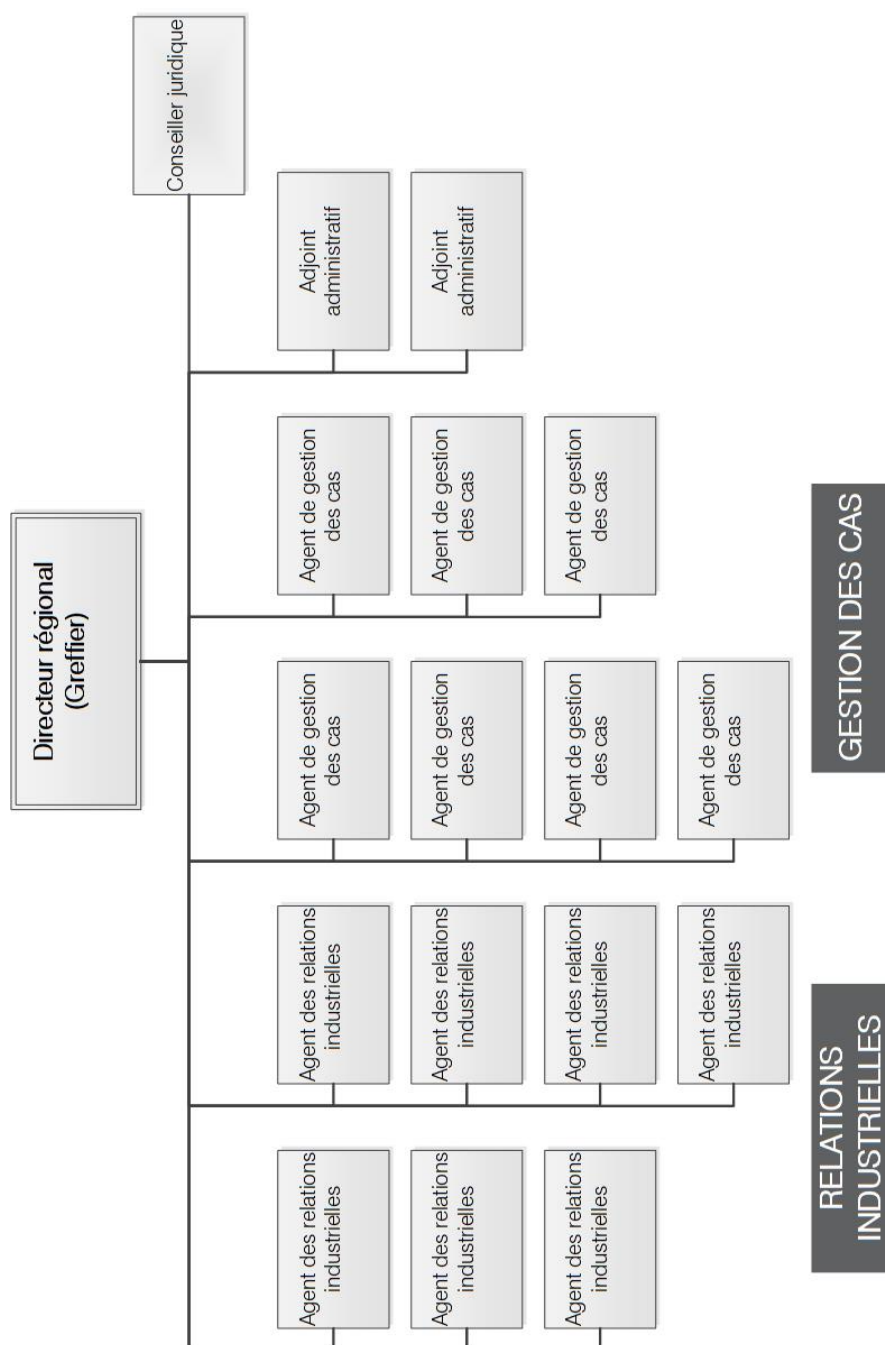 Directeur régional
(Greffier)
Conseiller juridique
Agent des relations
industrielles
Agent des relations
industrielles
Agent de gestion
des cas
Agent de gestion
des cas
Adjoint
administratif
Agent des relations
industrielles
Agent des relations
industrielles
Agent de gestion
des cas
Agent de gestion
des cas
Adjoint
administratif
Agent des relations
industrielles
Agent des relations
industrielles
Agent de gestion
des cas
Agent de gestion
des cas
Agent des relations
industrielles
Agent de gestion
des cas
RELATIONS
INDUSTRIELLES
GESTION DES CAS